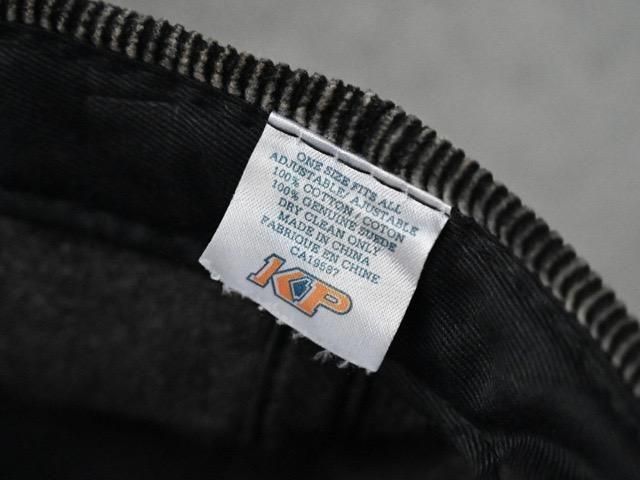 ONE SIZE FITS ALL
ADJUSTABLE/AJUSTABLE
100% COTTON/COTON
100% GENUINE SUEDE
DRY CLEAN ONLY
MADE IN CHINA
FABRIQUE EN CHINE
CA19587
KP